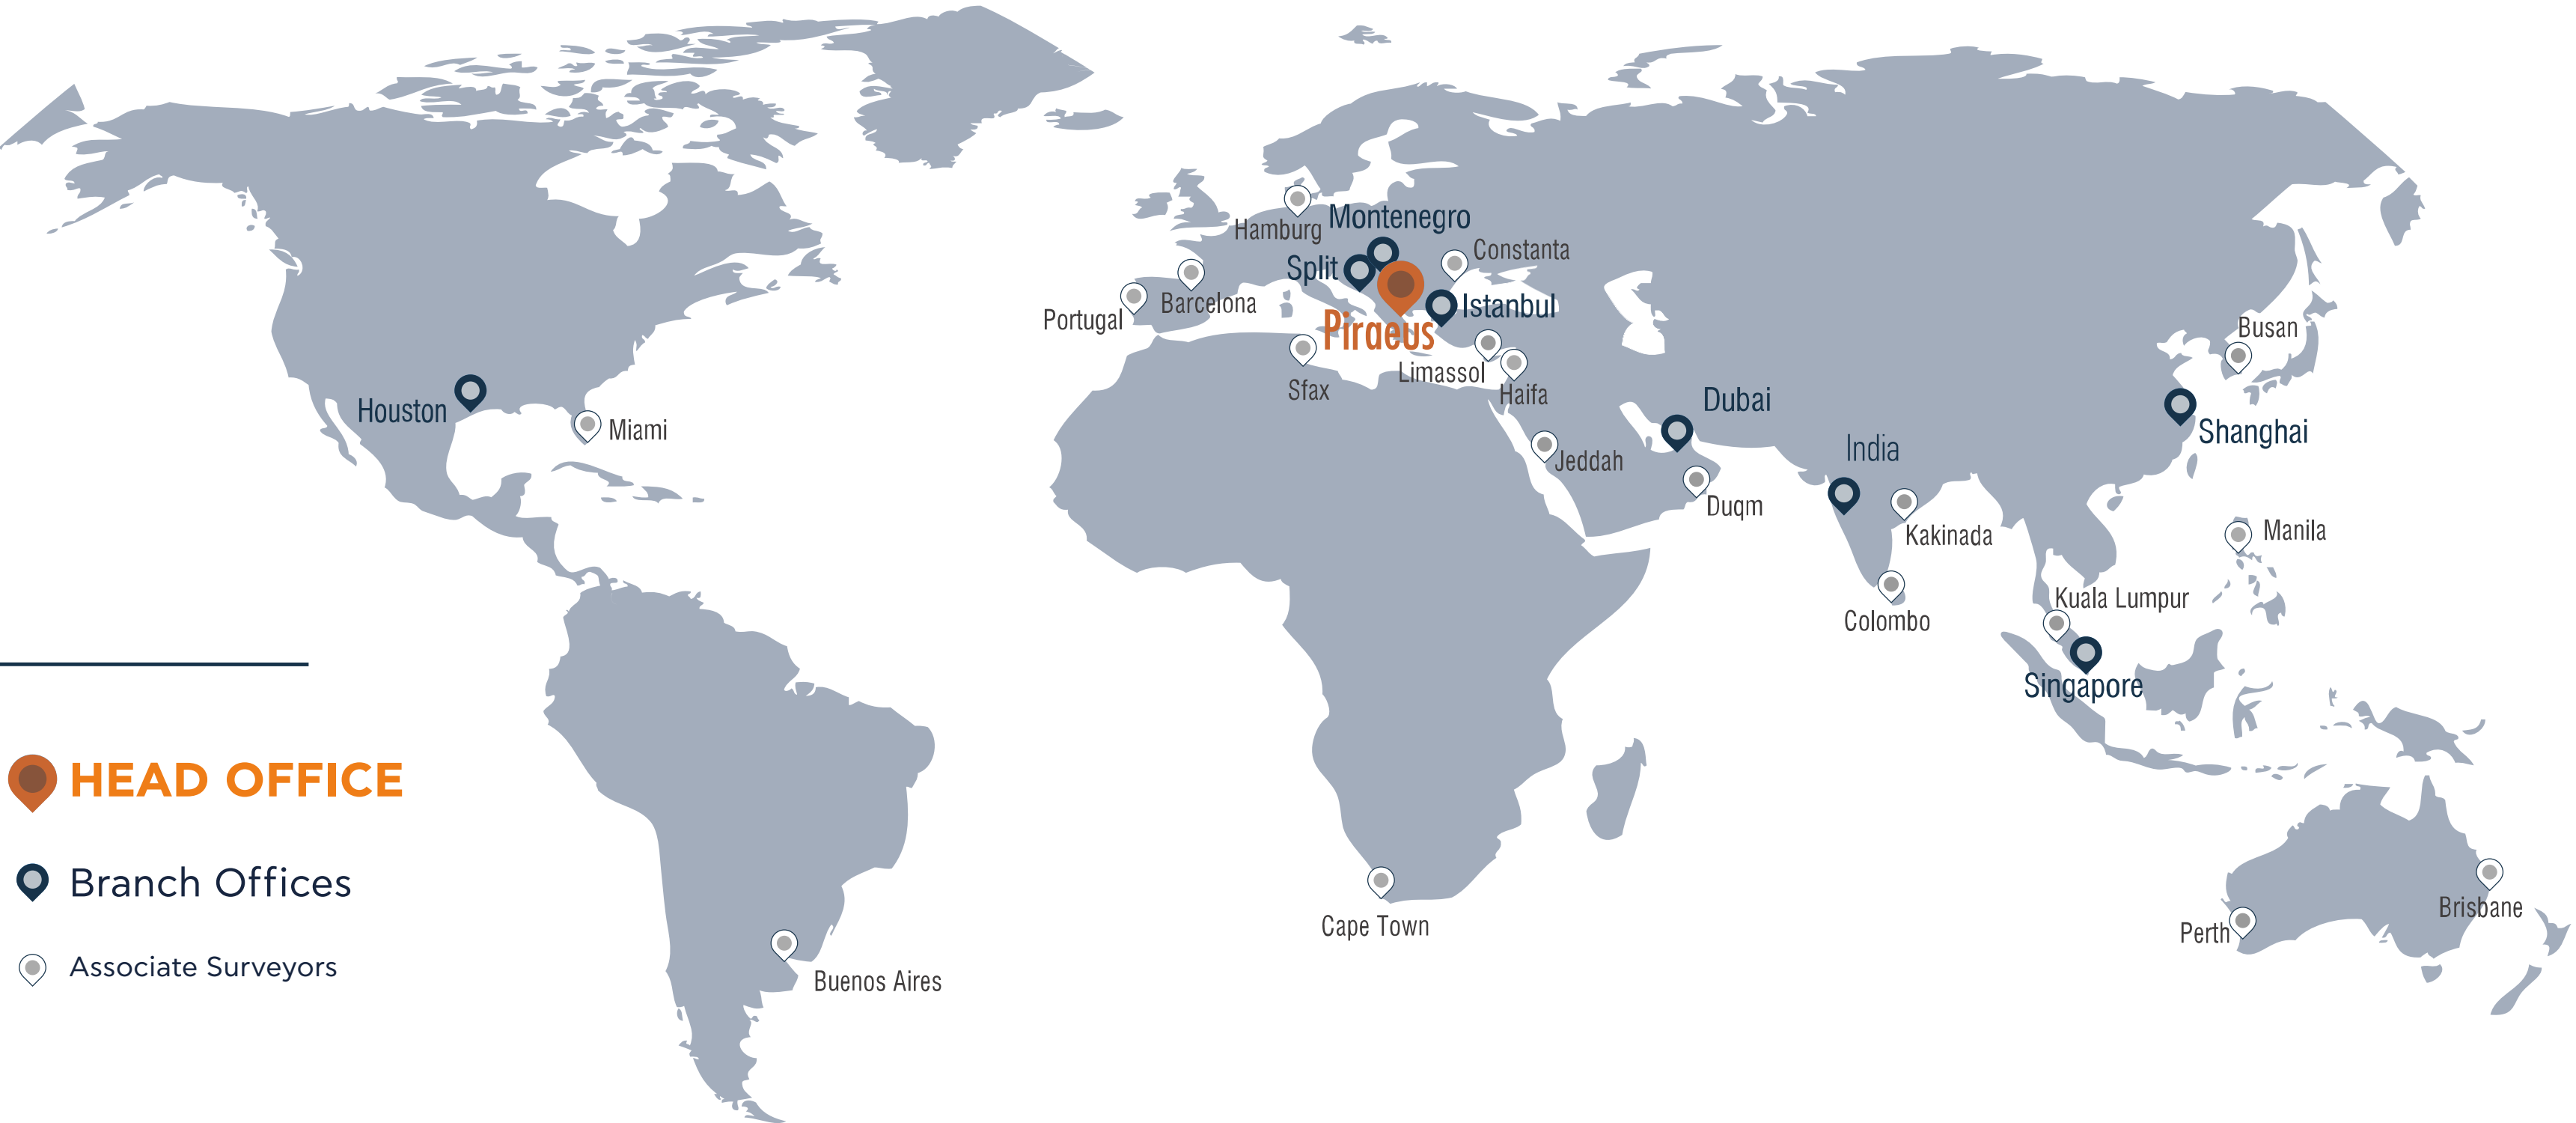 Hamburg
Montenegro
Constanta
Split
Barcelona
Istanbul
Portugal
Piraeus
Busan
Limassol
Sfax
Haifa
Houston
Dubai
Miami
Shanghai
India
Jeddah
Duqm
Kakinada
Manila
Kuala Lumpur
Colombo
Singapore
HEAD OFFICE
Branch Offices
Brisbane
Cape Town
Perth
Associate Surveyors
Buenos Aires